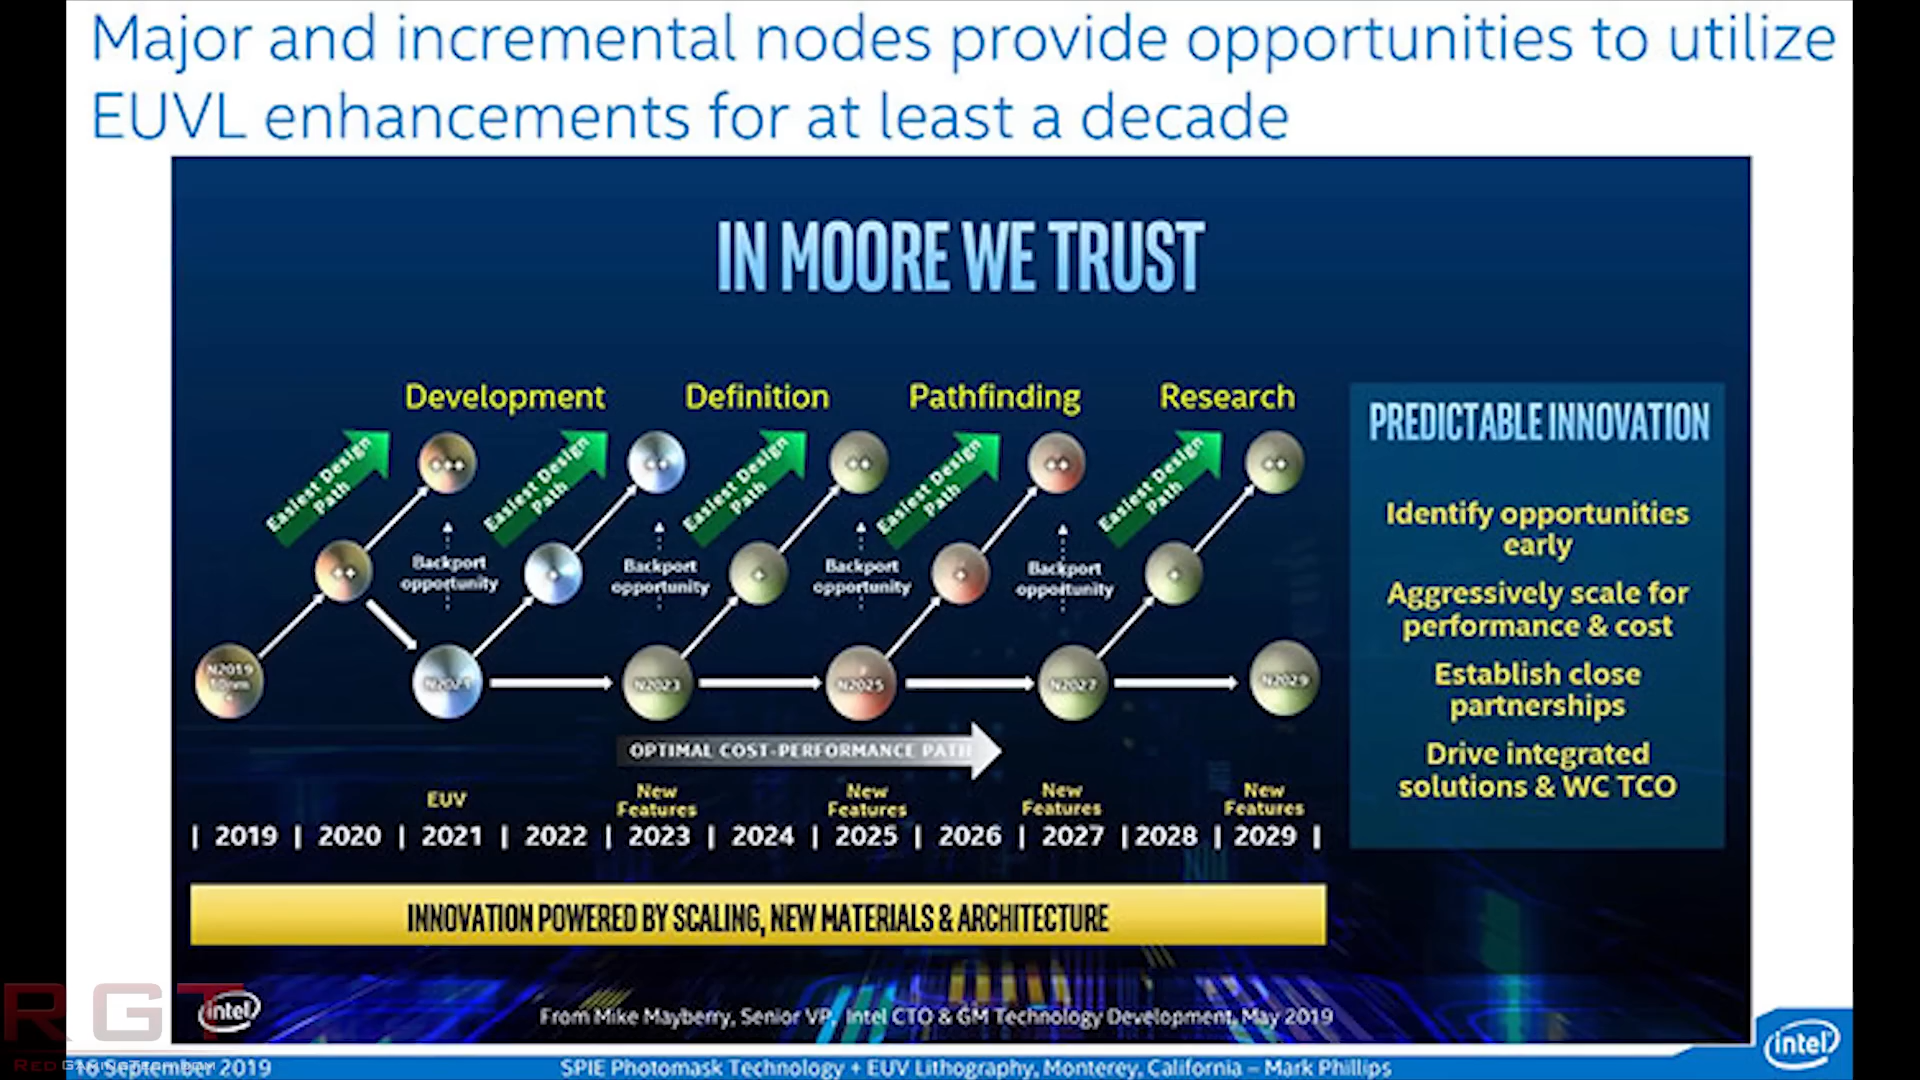 Major and incremental nodes provide opportunities to utilize
EUVL enhancements for at least a decade
IN MOORE WE TRUST
Development
Definition
Pathfinding
Research
Easiest Design
Path
Easiest Design
Path
Easiest Design
Path
Easiest Design
Path
Easiest Design
Path
+++
++
++
++
++
Backport
opportunity
Backport
opportunity
Backport
opportunity
Backport
opportunity
++
+
+
+
+
N2019
10nm
+
N2021
N2023
N2025
N2027
N2029
OPTIMAL COST-PERFORMANCE PATH
EUV
New
Features
New
Features
New
Features
New
Features
| 2019 | 2020 | 2021 | 2022 | 2023 | 2024 | 2025 | 2026 | 2027 | 2028 | 2029 |
INNOVATION POWERED BY SCALING, NEW MATERIALS & ARCHITECTURE
PREDICTABLE INNOVATION
Identify opportunities
early
Aggressively scale for
performance & cost
Establish close
partnerships
Drive integrated
solutions & WC TCO
RGT
intel
From Mike Mayberry, Senior VP, Intel CTO & GM Technology Development, May 2019
intel
RedGamingTech.com
16 September 2019
SPIE Photomask Technology + EUV Lithography, Monterey, California – Mark Phillips